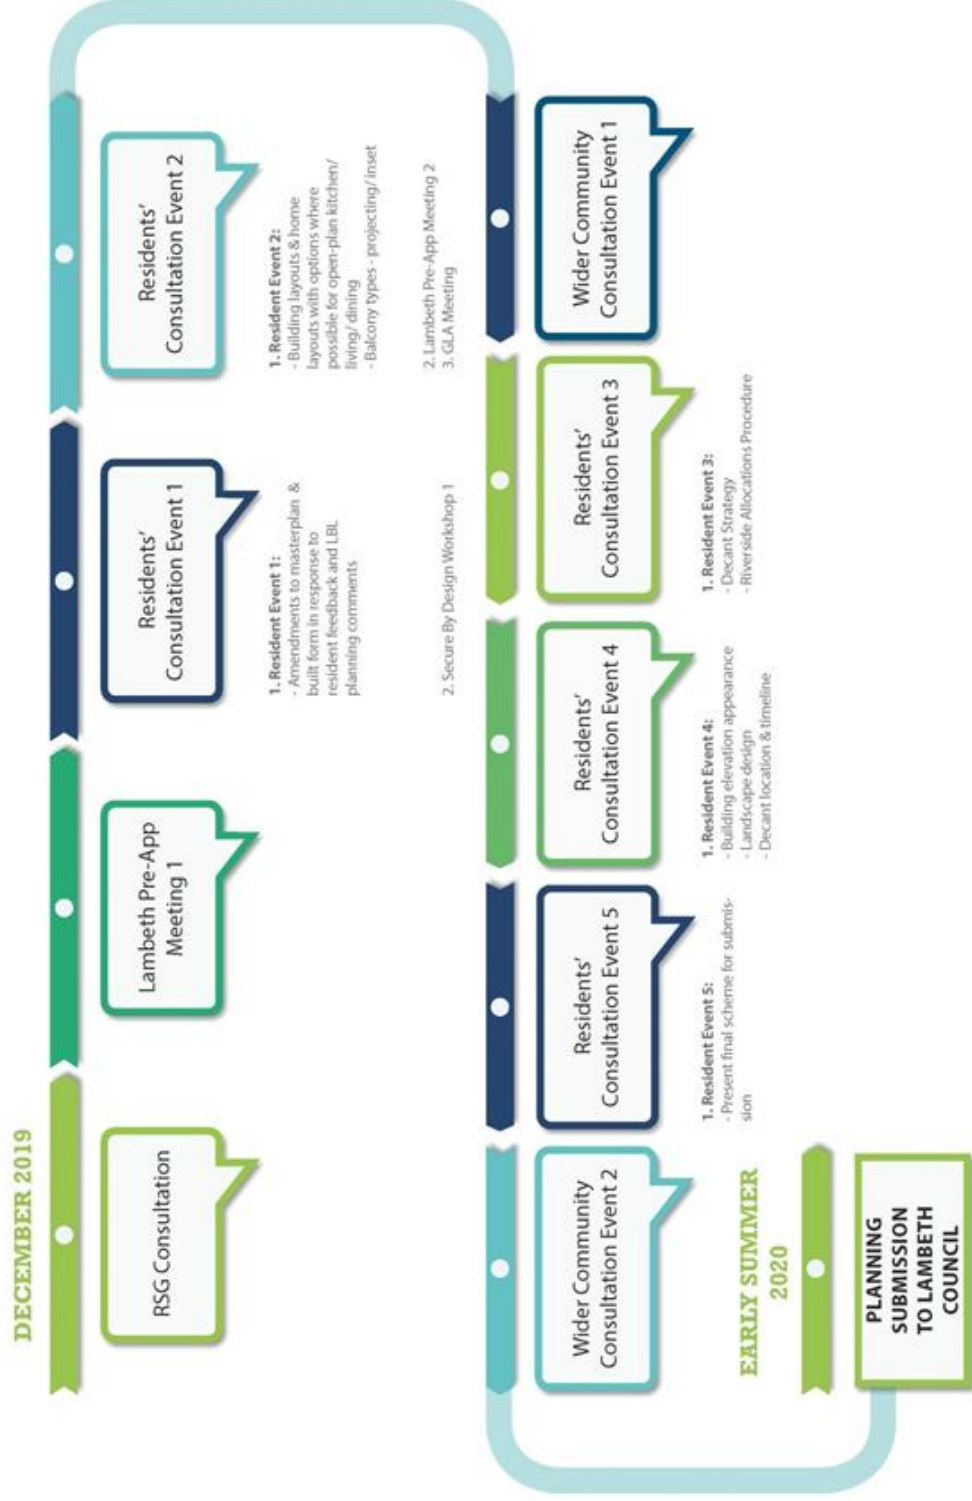 DECEMBER 2019
RSG Consultation
Lambeth Pre-App
Meeting 1
Residents'
Consultation Event 1
1. Resident Event 1:
- Amendments to masterplan &
built form in response to
resident feedback and LBL
planning comments
2. Secure By Design Workshop 1
Residents'
Consultation Event 2
1. Resident Event 2:
- Building layouts & home
layouts with options where
possible for open-plan kitchen/
living/ dining
- Balcony types - projecting/ inset
2. Lambeth Pre-App Meeting 2
3. GLA Meeting
Wider Community
Consultation Event 1
Residents'
Consultation Event 3
1. Resident Event 3:
- Decant Strategy
- Riverside Allocations Procedure
Residents'
Consultation Event 4
1. Resident Event 4:
- Building elevation appearance
- Landscape design
- Decant location & timeline
Residents'
Consultation Event 5
1. Resident Event 5:
- Present final scheme for submis-
sion
Wider Community
Consultation Event 2
EARLY SUMMER
2020
PLANNING
SUBMISSION
TO LAMBETH
COUNCIL